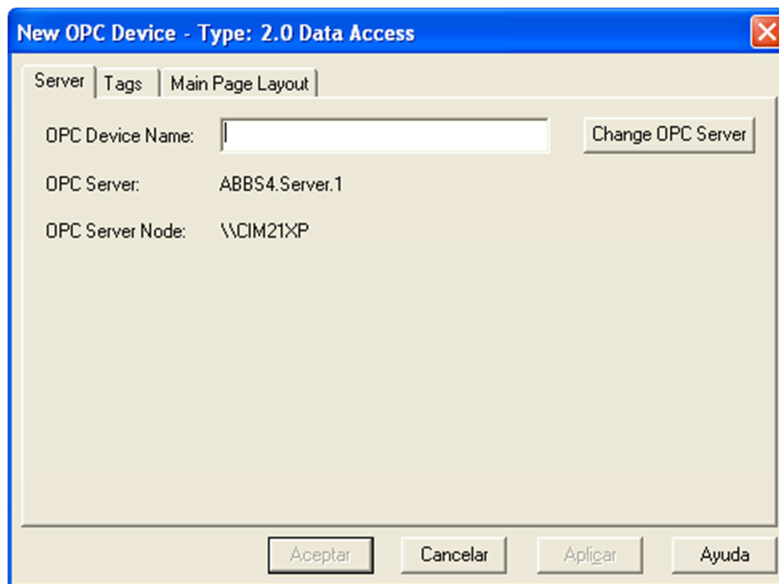 New OPC Device - Type: 2.0 Data Access
Server Tags Main Page Layout
OPC Device Name: Change OPC Server
OPC Server: ABBS4.Server.1
OPC Server Node: \\CIM21XP
Aceptar Cancelar Aplicar Ayuda